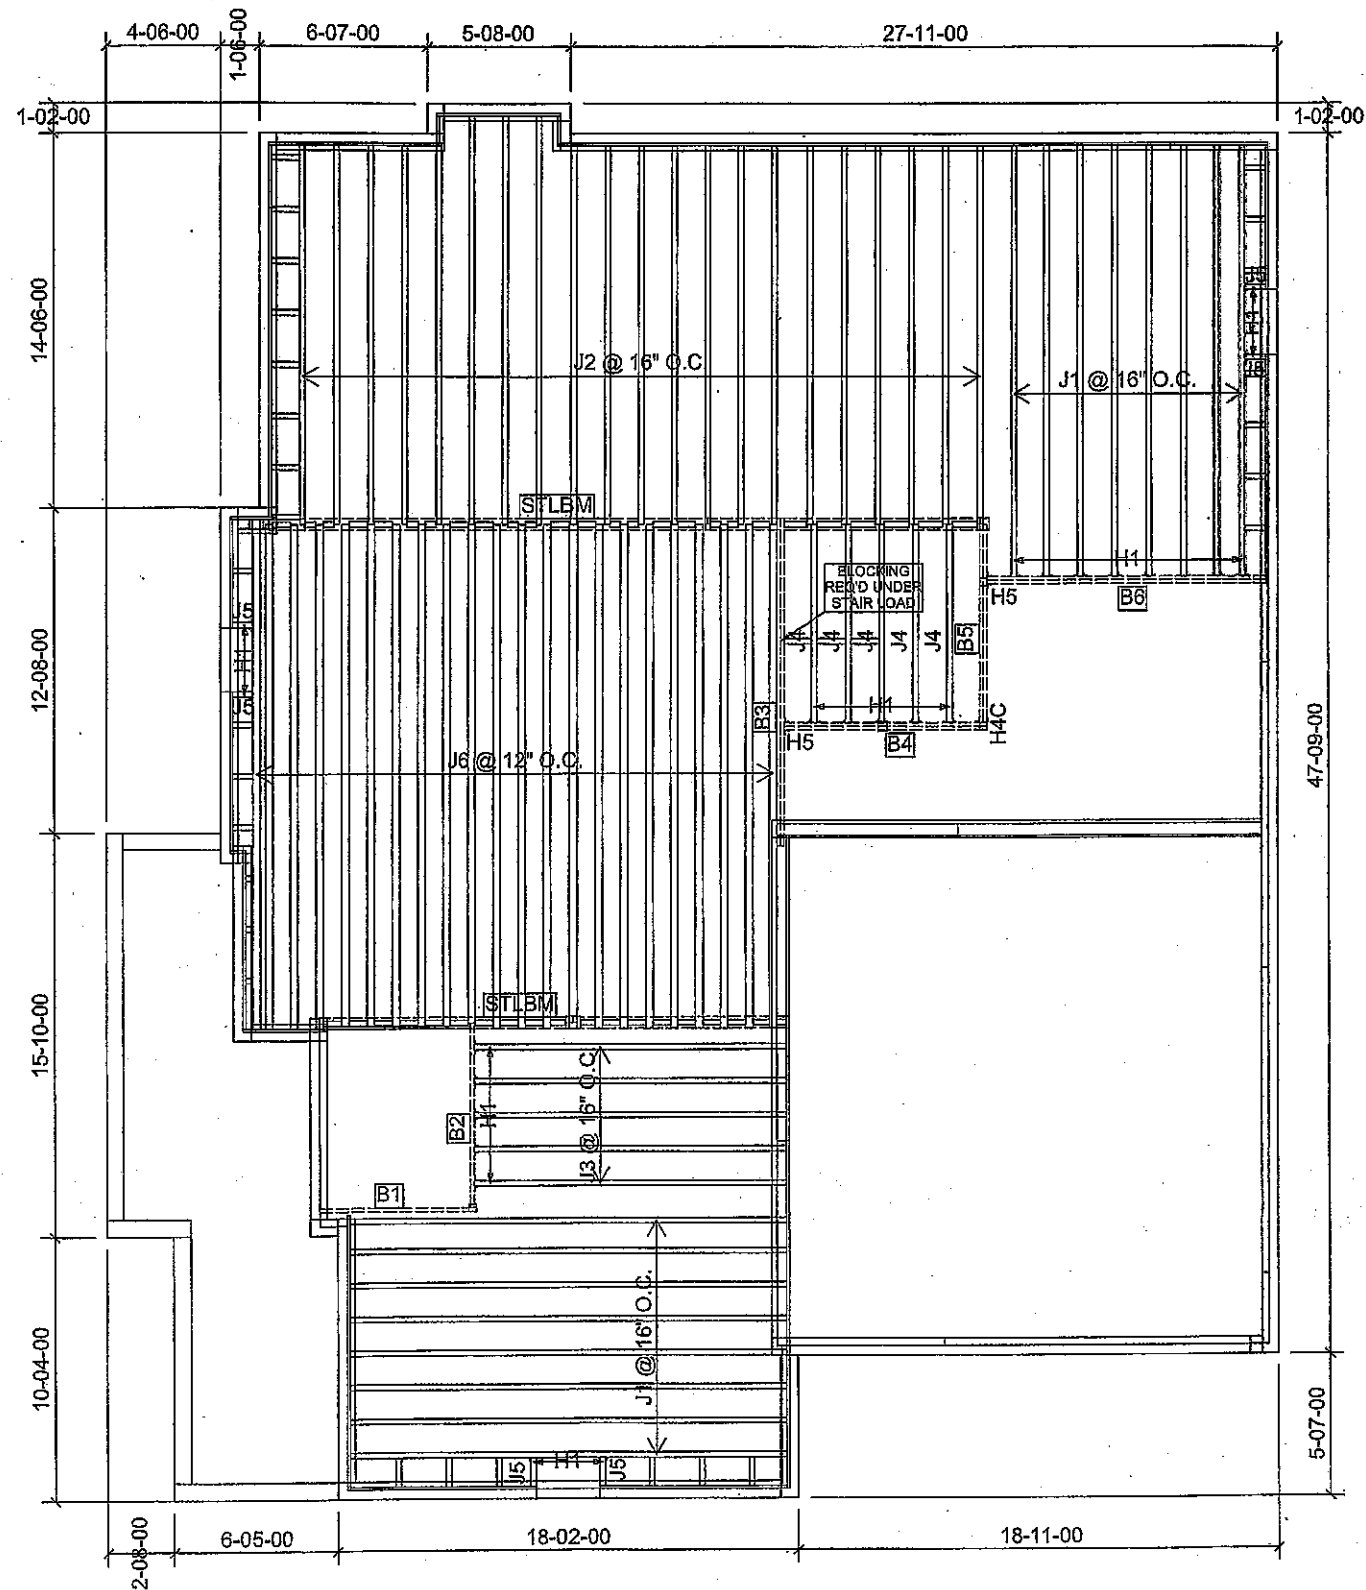 4-06-00
1-06-00
6-07-00
5-08-00
27-11-00
1-02-00
1-02-00
14-06-00
J2 @ 16" O.C
J1 @ 16" O.C.
J5
H1
J5
STLBM
H1
BLOCKING
REQ'D UNDER
STAIR LOAD
H5
B6
J5
H1
J5
J4
J4
J4
J4
J4
B5
12-08-00
H1
B3
H5
B4
H4C
J6 @ 12" O.C.
47-09-00
15-10-00
STLBM
B2
H1
J3 @ 16" O.C
B1
J1 @ 16" O.C.
10-04-00
J5
H1
J5
5-07-00
2-08-00
6-05-00
18-02-00
18-11-00